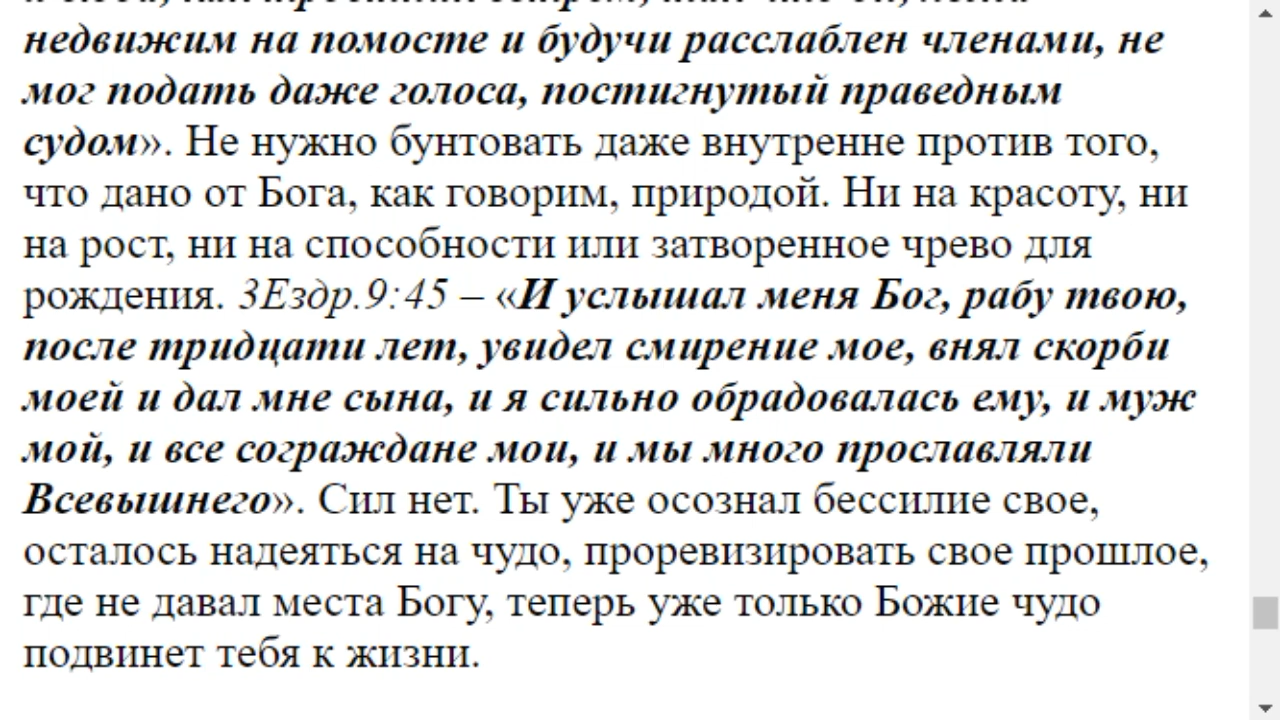 недвижим на помосте и будучи расслаблен членами, не
мог подать даже голоса, постигнутый праведным
судом». Не нужно бунтовать даже внутренне против того,
что дано от Бога, как говорим, природой. Ни на красоту, ни
на рост, ни на способности или затворенное чрево для
рождения. 3Ездр.9:45 – «И услышал меня Бог, рабу твою,
после тридцати лет, увидел смирение мое, внял скорби
моей и дал мне сына, и я сильно обрадовалась ему, и муж
мой, и все сограждане мои, и мы много прославляли
Всевышнего». Сил нет. Ты уже осознал бессилие свое,
осталось надеяться на чудо, проревизировать свое прошлое,
где не давал места Богу, теперь уже только Божие чудо
подвинет тебя к жизни.